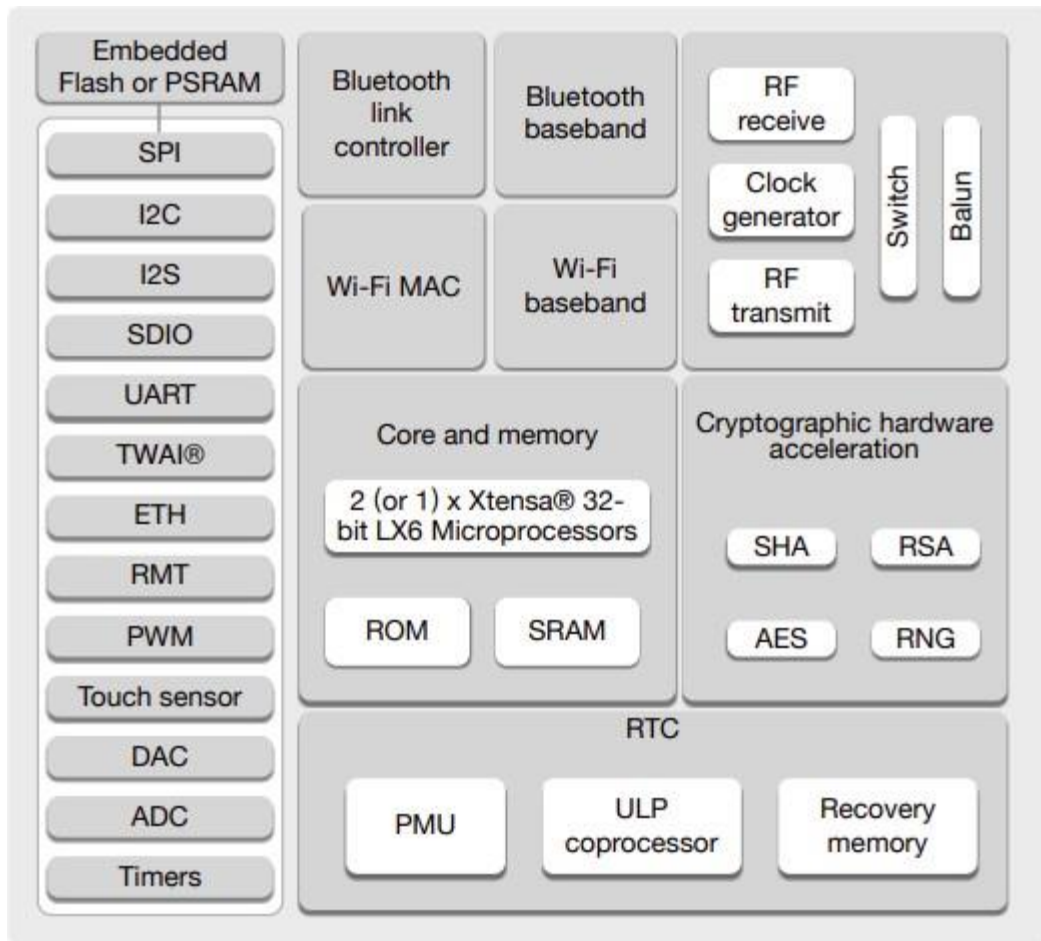 Embedded
Flash or PSRAM
SPI
I2C
I2S
SDIO
UART
TWAI®
ETH
RMT
PWM
Touch sensor
DAC
ADC
Timers
Bluetooth
link
controller
Bluetooth
baseband
Wi-Fi MAC
Wi-Fi
baseband
RF
receive
Clock
generator
RF
transmit
Switch
Balun
Core and memory
2 (or 1) x Xtensa® 32-
bit LX6 Microprocessors
ROM
SRAM
Cryptographic hardware
acceleration
SHA
RSA
AES
RNG
RTC
PMU
ULP
coprocessor
Recovery
memory